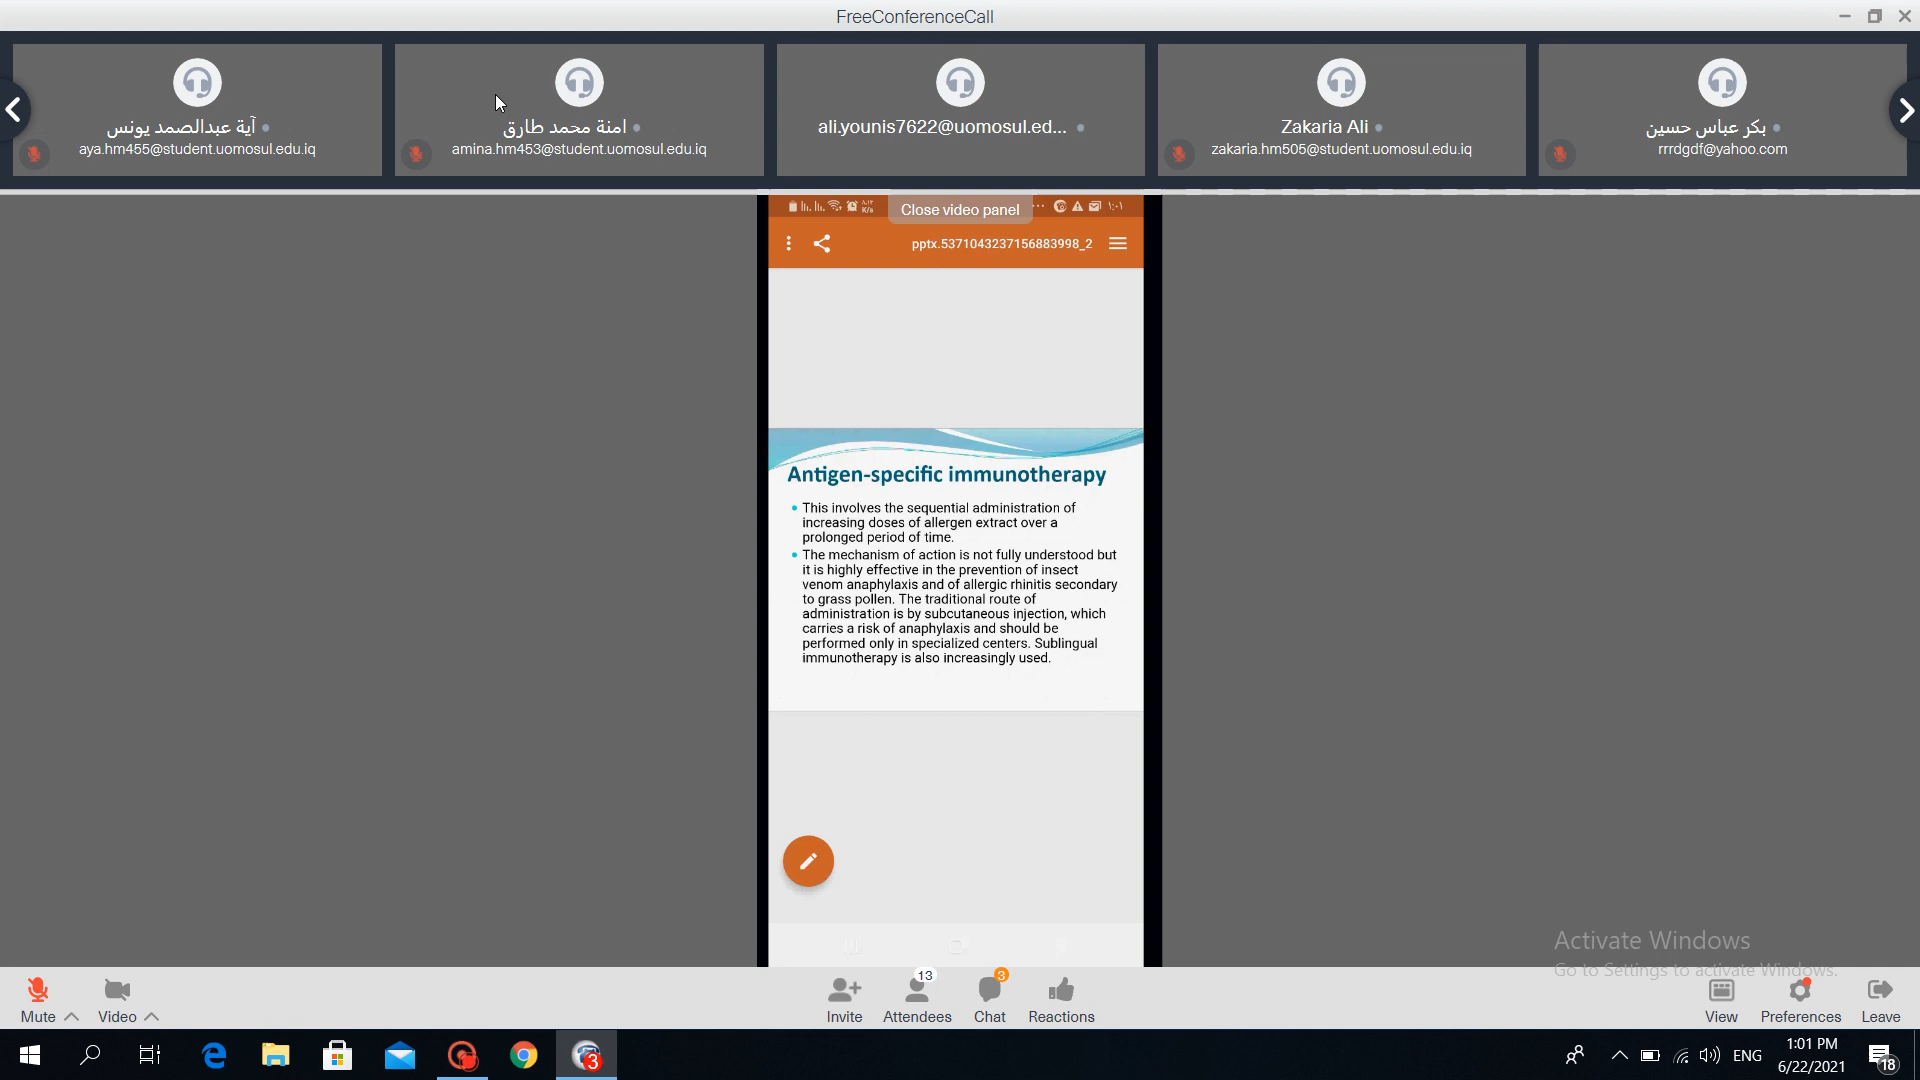 FreeConferenceCall
آية عبدالصمد يونس
aya.hm455@student.uomosul.edu.iq
امنة محمد طارق
amina.hm453@student.uomosul.edu.iq
ali.younis7622@uomosul.ed...
Zakaria Ali
zakaria.hm505@student.uomosul.edu.iq
بكر عباس حسين
rrrdgdf@yahoo.com
K/s
Close video panel
١:٠١
pptx.5371043237156883998_2
Antigen-specific immunotherapy
This involves the sequential administration of
increasing doses of allergen extract over a
prolonged period of time.
The mechanism of action is not fully understood but
it is highly effective in the prevention of insect
venom anaphylaxis and of allergic rhinitis secondary
to grass pollen. The traditional route of
administration is by subcutaneous injection, which
carries a risk of anaphylaxis and should be
performed only in specialized centers. Sublingual
immunotherapy is also increasingly used.
Activate Windows
Go to Settings to activate Windows.
Mute
Video
Invite
13
Attendees
3
Chat
Reactions
View
Preferences
Leave
3
ENG
1:01 PM
6/22/2021
18